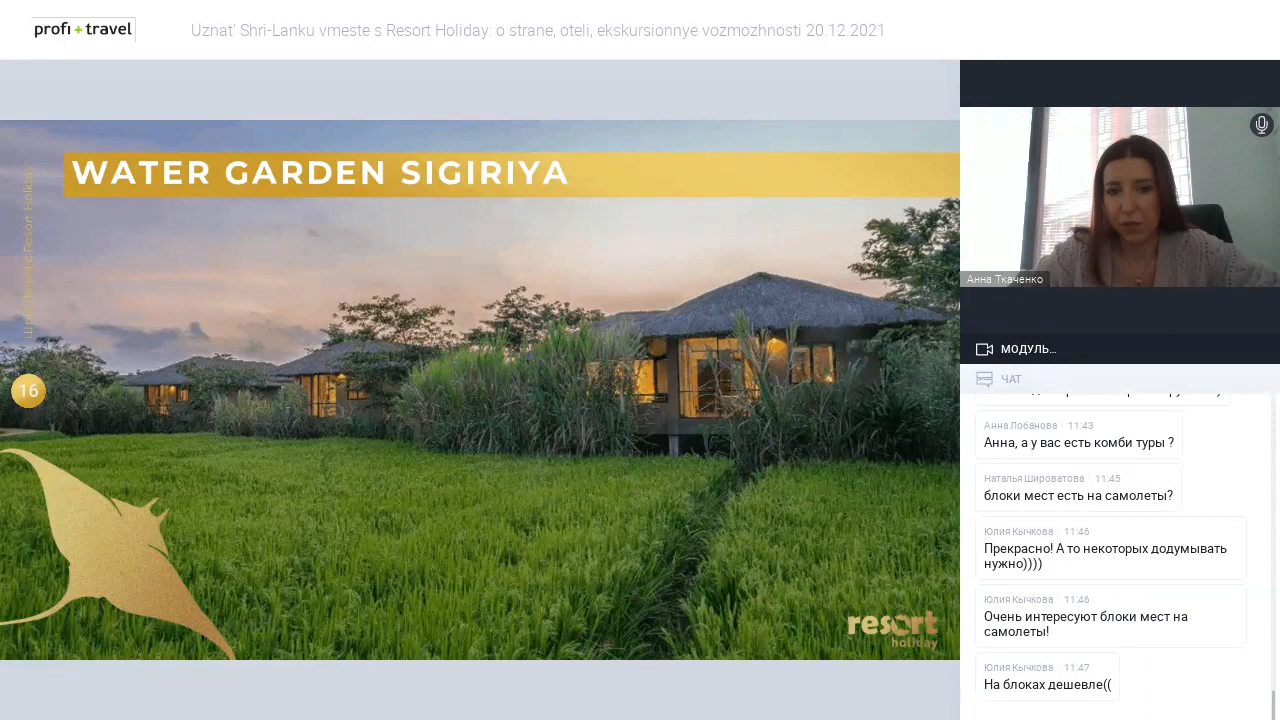 profi+travel
Uznat' Shri-Lanku vmeste s Resort Holiday: o strane, oteli, ekskursionnye vozmozhnosti 20.12.2021
WATER GARDEN SIGIRIYA
с Resort Holiday
16
resort
holiday
Анна Ткаченко
МОДУЛЬ...
ЧАТ
Анна Лобанова · 11:43
Анна, а у вас есть комби туры ?
Наталья Широватова · 11:45
блоки мест есть на самолеты?
Юлия Кычкова · 11:46
Прекрасно! А то некоторых додумывать
нужно))))
Юлия Кычкова · 11:46
Очень интересуют блоки мест на
самолеты!
Юлия Кычкова · 11:47
На блоках дешевле((